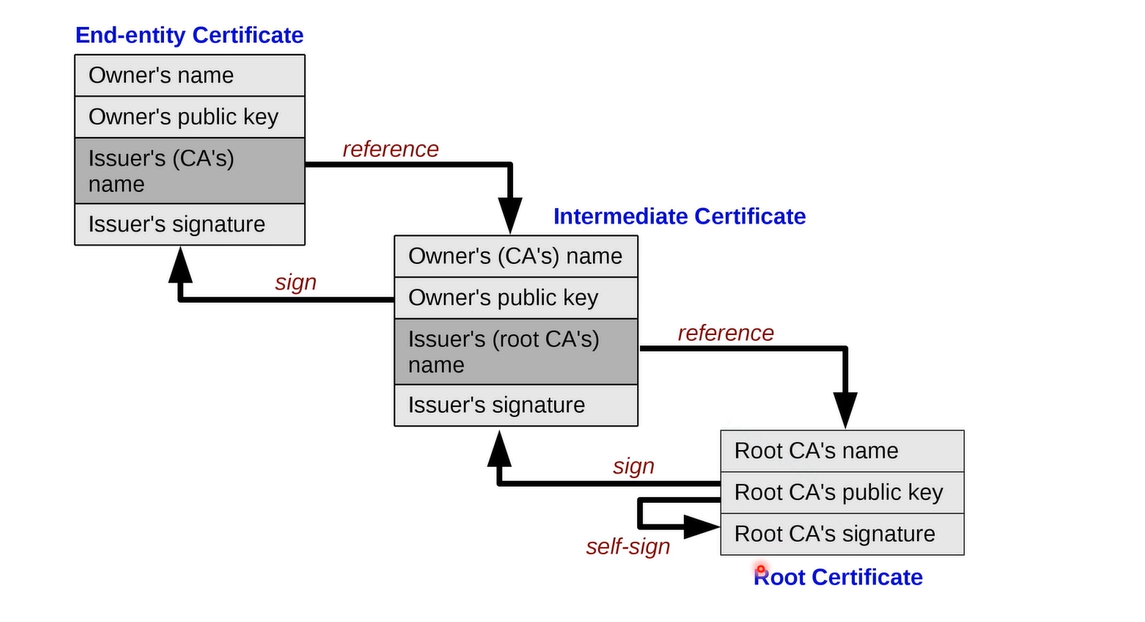 End-entity Certificate
Owner's name
Owner's public key
Issuer's (CA's)
name
Issuer's signature
reference
sign
Intermediate Certificate
Owner's (CA's) name
Owner's public key
Issuer's (root CA's)
name
Issuer's signature
reference
sign
self-sign
Root CA's name
Root CA's public key
Root CA's signature
Root Certificate